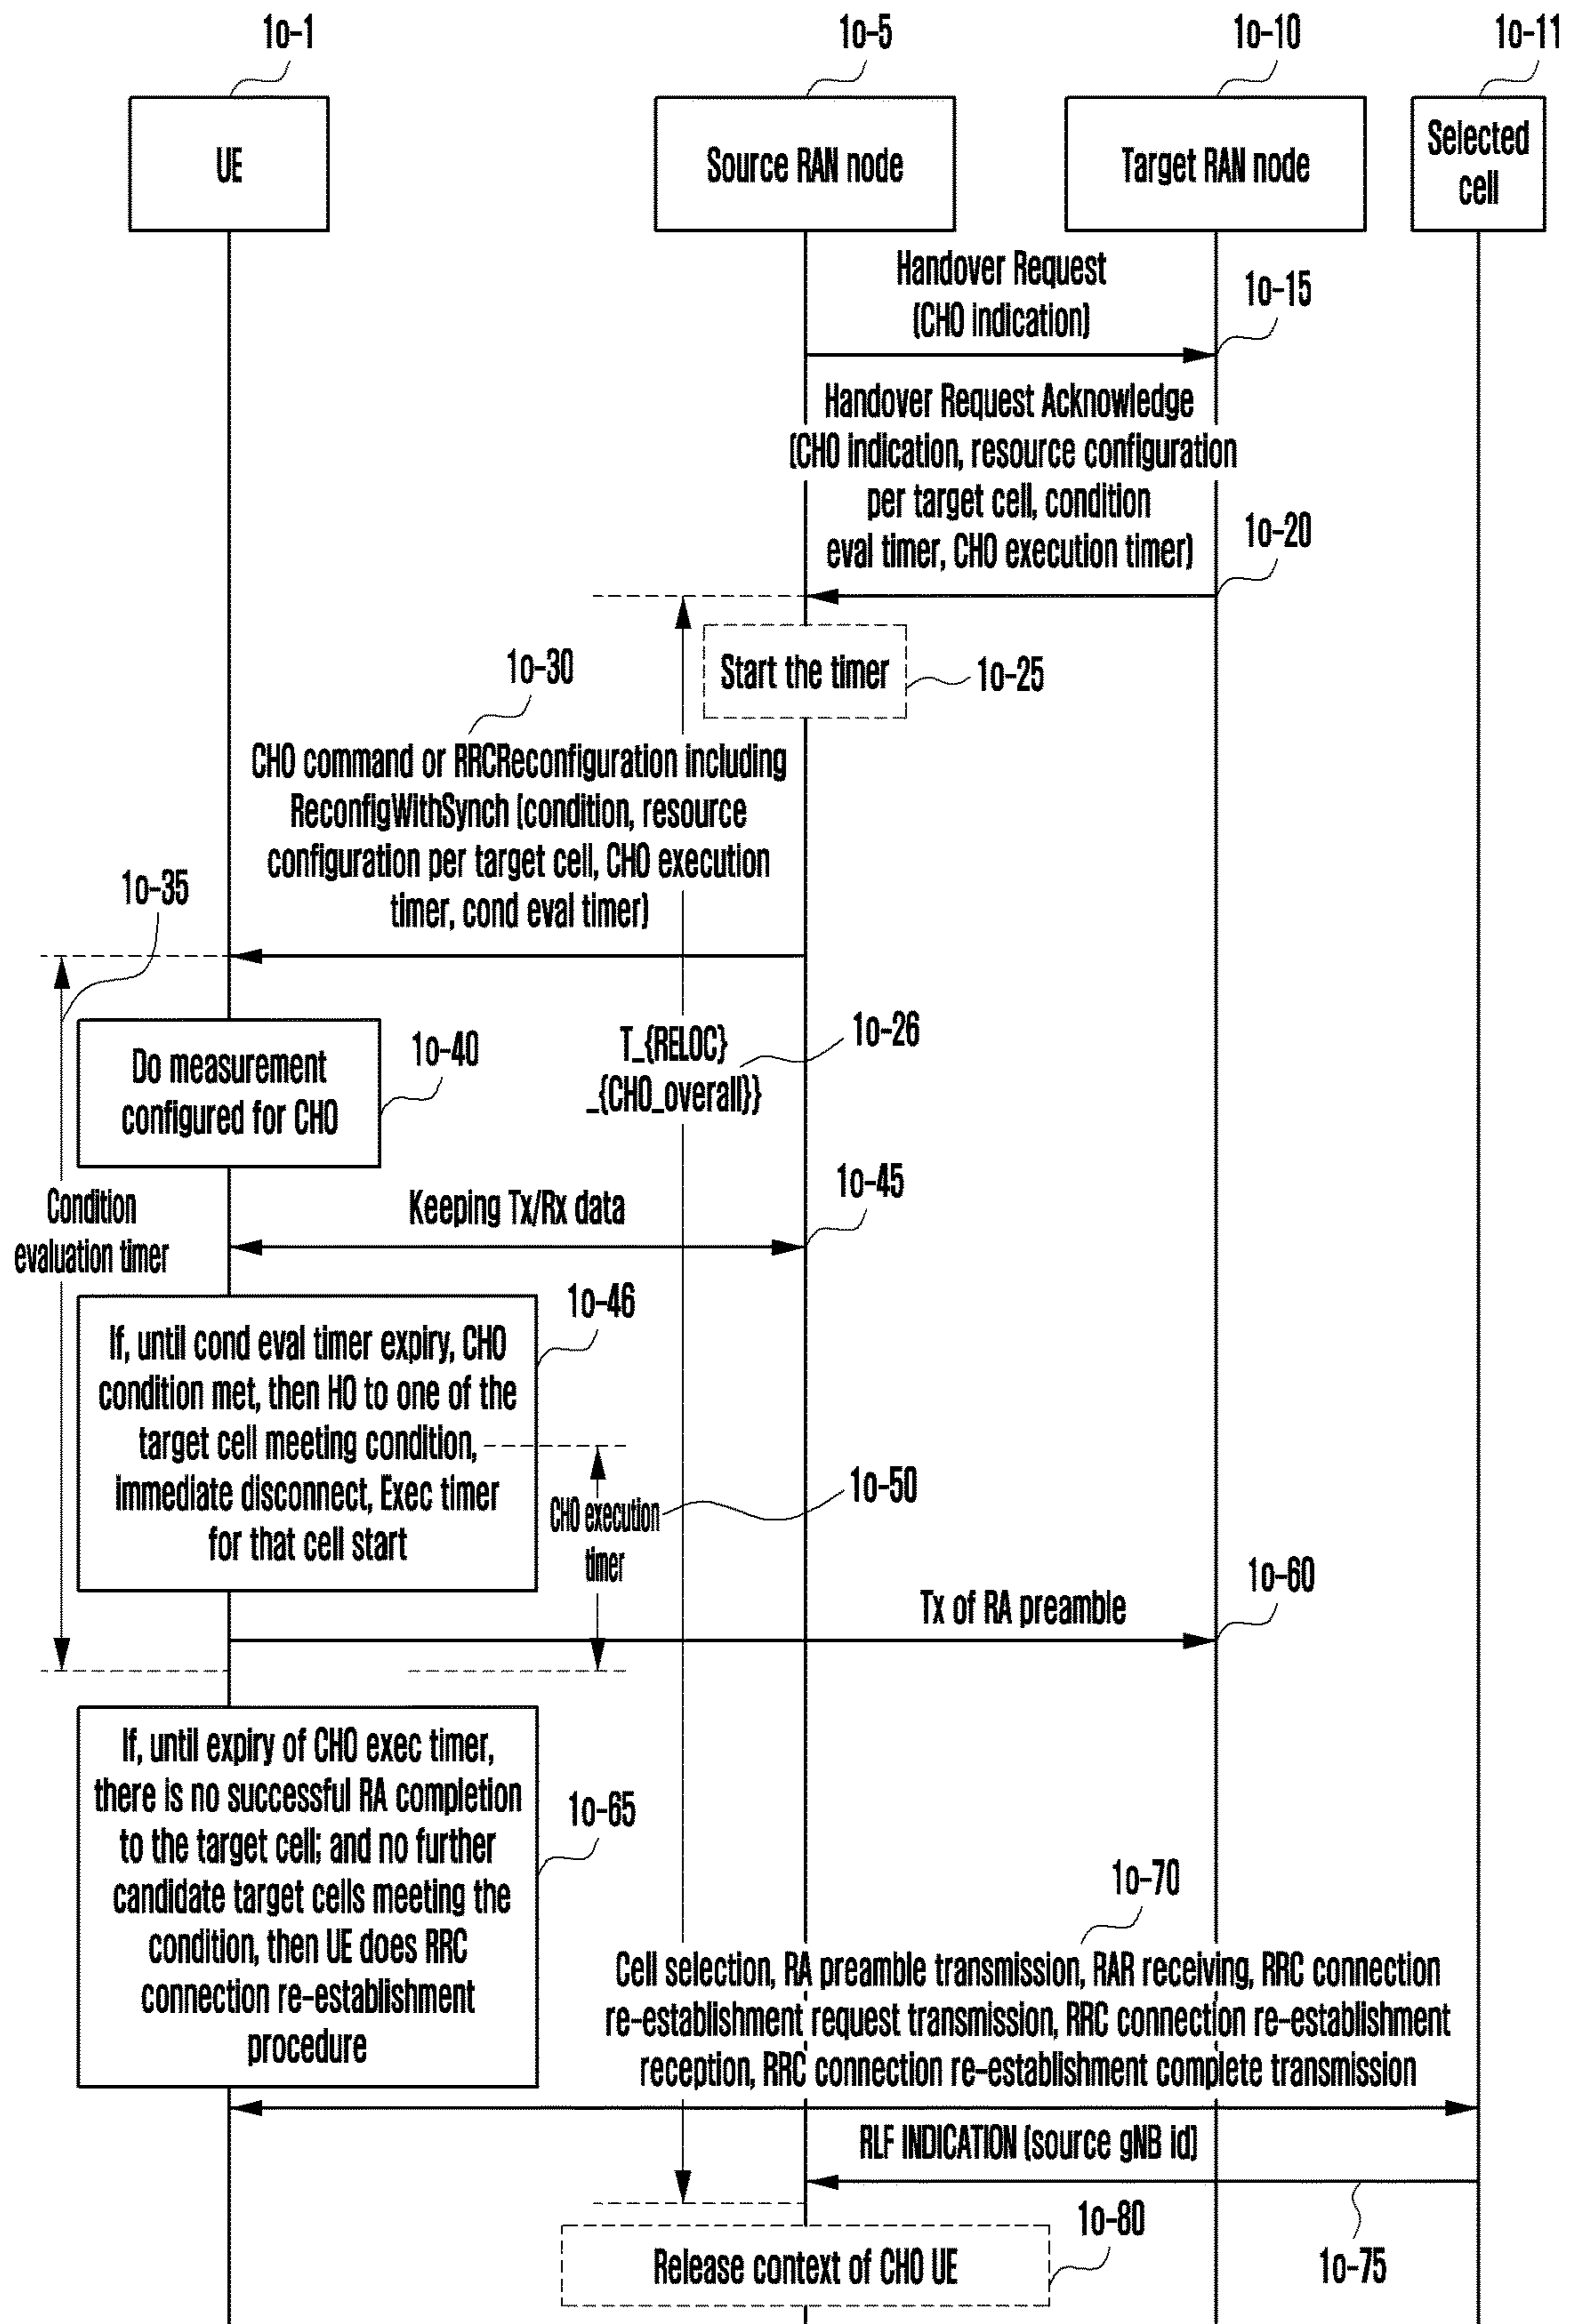 1o-1
1o-5
1o-10
1o-11
UE
Source RAN node
Target RAN node
Selected
cell
Handover Request
(CHO indication)
1o-15
Handover Request Acknowledge
(CHO indication, resource configuration
per target cell, condition
eval timer, CHO execution timer)
1o-20
Start the timer
1o-25
1o-30
CHO command or RRCReconfiguration including
ReconfigWithSynch (condition, resource
configuration per target cell, CHO execution
timer, cond eval timer)
1o-35
Do measurement
configured for CHO
1o-40
T_{RELOC}
_{CHO_overall}}
1o-26
Condition
evaluation timer
Keeping Tx/Rx data
1o-45
1o-46
If, until cond eval timer expiry, CHO
condition met, then HO to one of the
target cell meeting condition,
immediate disconnect, Exec timer
for that cell start
CHO execution
timer
1o-50
Tx of RA preamble
1o-60
If, until expiry of CHO exec timer,
there is no successful RA completion
to the target cell; and no further
candidate target cells meeting the
condition, then UE does RRC
connection re-establishment
procedure
1o-65
1o-70
Cell selection, RA preamble transmission, RAR receiving, RRC connection
re-establishment request transmission, RRC connection re-establishment
reception, RRC connection re-establishment complete transmission
RLF INDICATION (source gNB id)
1o-75
1o-80
Release context of CHO UE